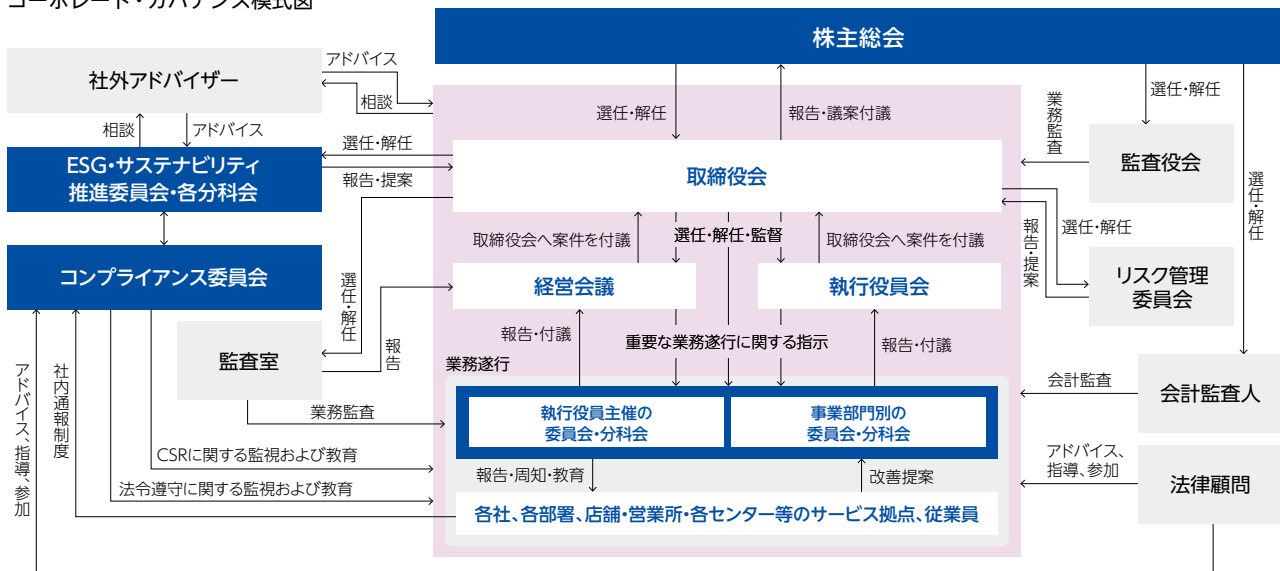 コーポレート・ガバナンス模式図
株主総会
社外アドバイザー
アドバイス
相談
選任・解任
報告・議案付議
業務監査
選任・解任
選任・解任
相談
アドバイス
ESG・サステナビリティ
推進委員会・各分科会
選任・解任
報告・提案
取締役会
監査役会
取締役会へ案件を付議
選任・解任・監督
取締役会へ案件を付議
報告・提案
選任・解任
コンプライアンス委員会
選任・解任
経営会議
執行役員会
リスク管理
委員会
監査室
報告
報告・付議
重要な業務遂行に関する指示
報告・付議
業務遂行
アドバイス、指導、参加
社内通報制度
業務監査
執行役員主催の
委員会・分科会
事業部門別の
委員会・分科会
会計監査
会計監査人
CSRに関する監視および教育
報告・周知・教育
改善提案
アドバイス、
指導、参加
法律顧問
法令遵守に関する監視および教育
各社、各部署、店舗・営業所・各センター等のサービス拠点、従業員